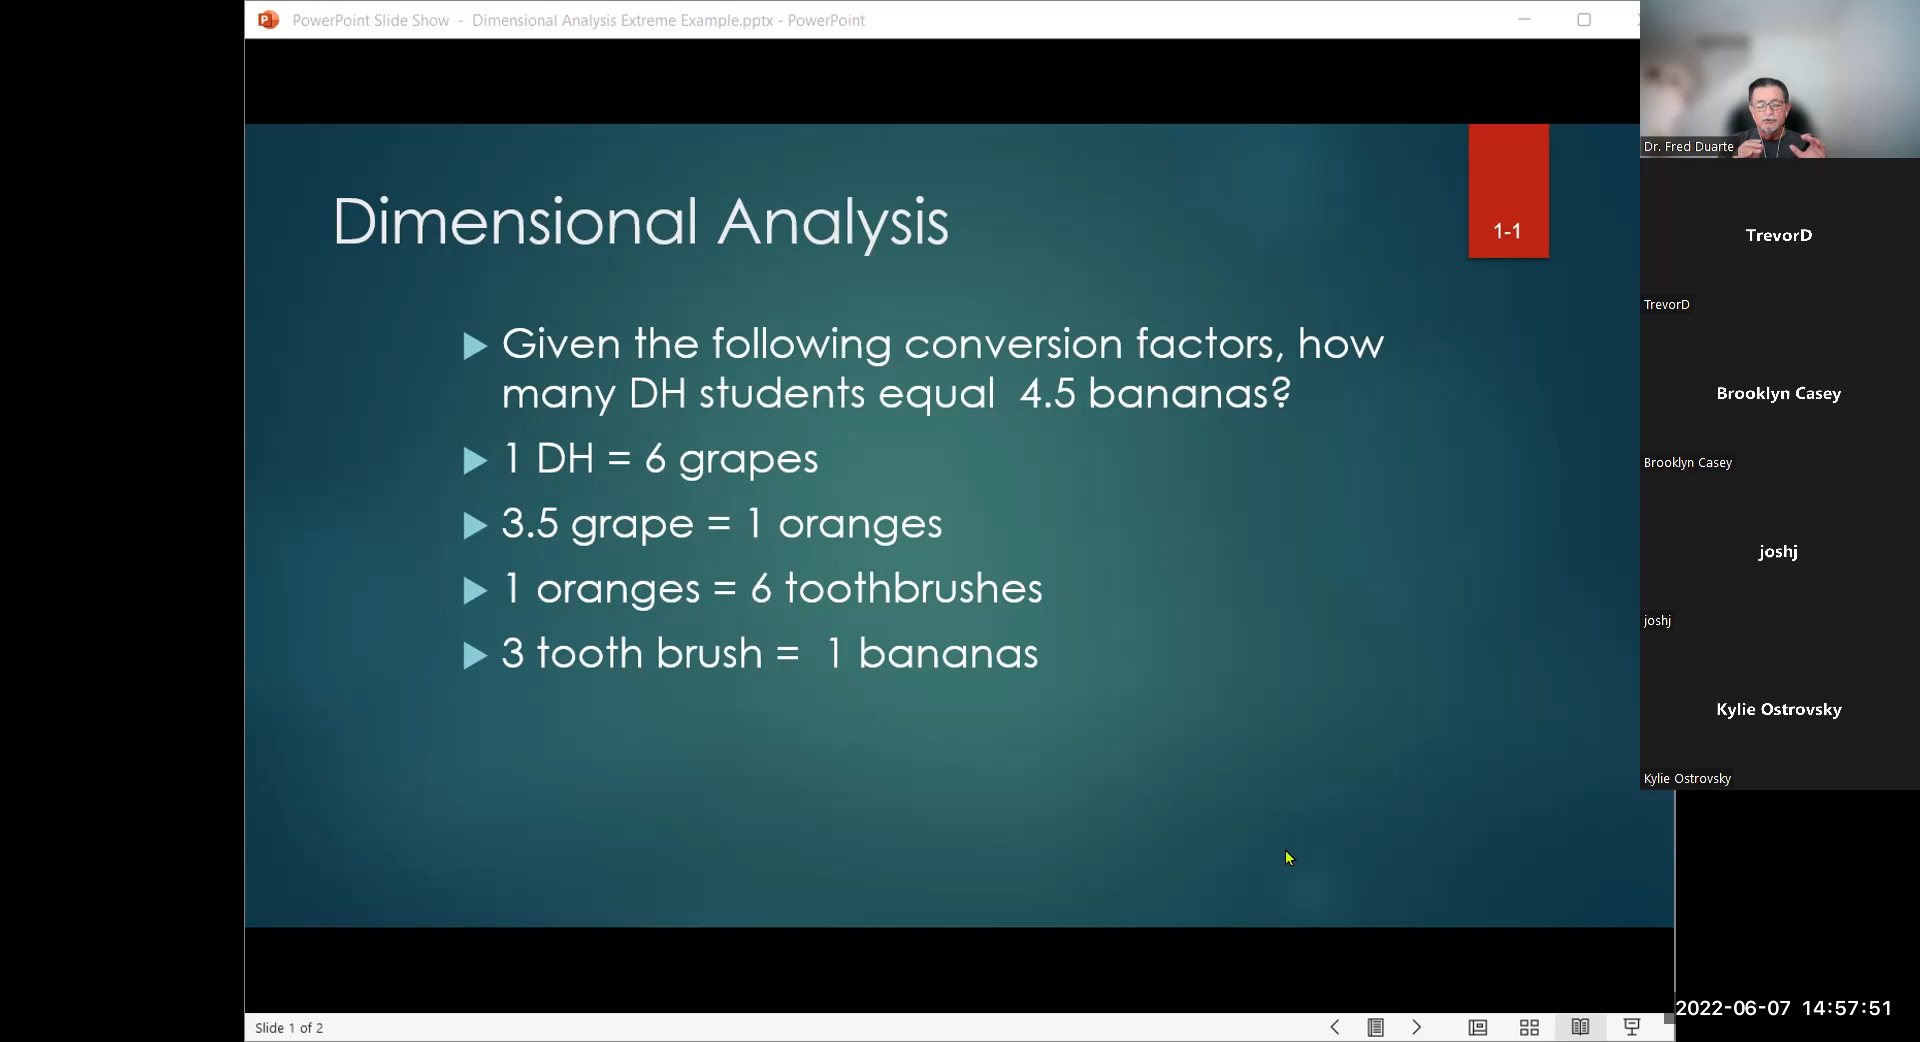 PowerPoint Slide Show - Dimensional Analysis Extreme Example.pptx - PowerPoint
Dimensional Analysis
1-1
Given the following conversion factors, how
many DH students equal 4.5 bananas?
1 DH = 6 grapes
3.5 grape = 1 oranges
1 oranges = 6 toothbrushes
3 tooth brush = 1 bananas
Dr. Fred Duarte
TrevorD
TrevorD
Brooklyn Casey
Brooklyn Casey
joshj
joshj
Kylie Ostrovsky
Kylie Ostrovsky
2022-06-07 14:57:51
Slide 1 of 2